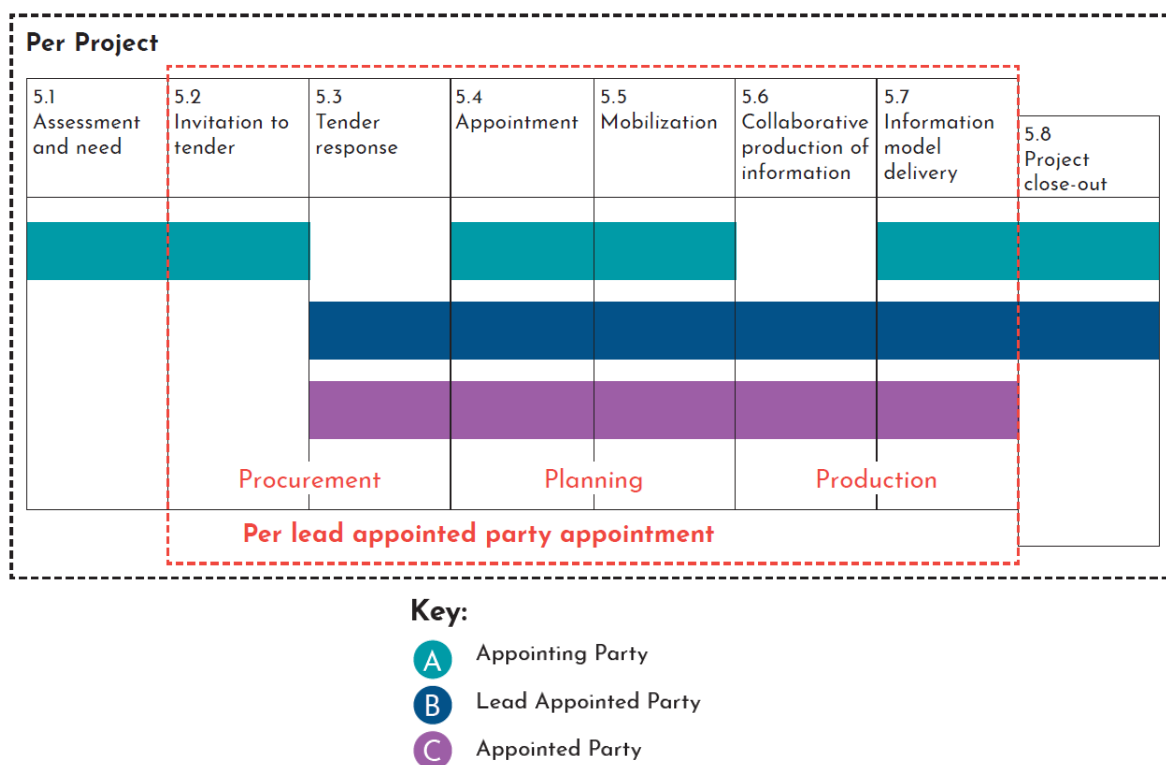 Per Project
5.1
Assessment
and need
5.2
Invitation to
tender
5.3
Tender
response
5.4
Appointment
5.5
Mobilization
5.6
Collaborative
production of
information
5.7
Information
model
delivery
5.8
Project
close-out
Procurement
Planning
Production
Per lead appointed party appointment
Key:
A Appointing Party
B Lead Appointed Party
C Appointed Party